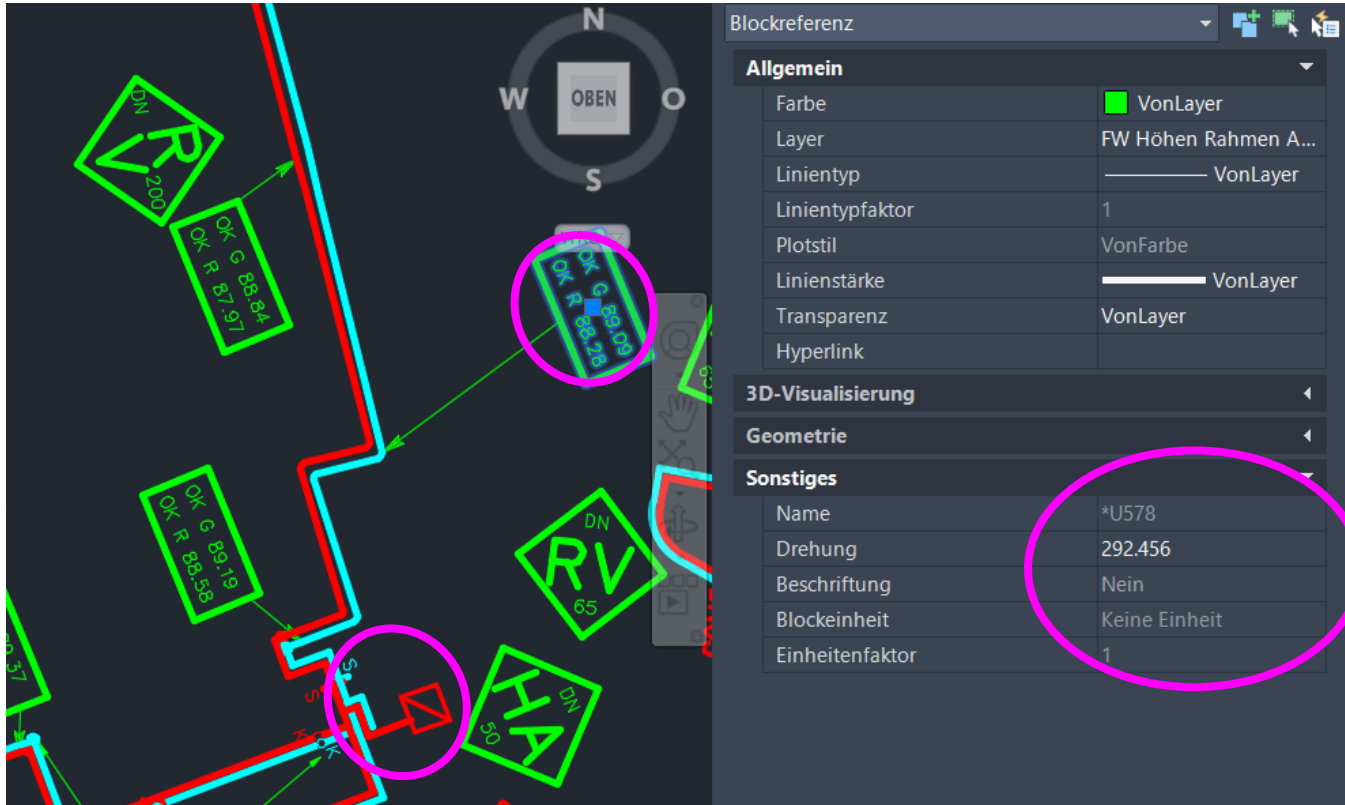 N
W
OBEN
O
S
DN
RV
200
OK G 88.84
OK R 87.97
OK G 89.09
OK R 88.28
OK G 89.19
OK R 88.58
DN
RV
65
S.
S
K
K
HA
DN
50
Blockreferenz
Allgemein
Farbe VonLayer
Layer FW Höhen Rahmen A...
Linientyp VonLayer
Linientypfaktor 1
Plotstil VonFarbe
Linienstärke VonLayer
Transparenz VonLayer
Hyperlink
3D-Visualisierung
Geometrie
Sonstiges
Name *U578
Drehung 292.456
Beschriftung Nein
Blockeinheit Keine Einheit
Einheitenfaktor 1